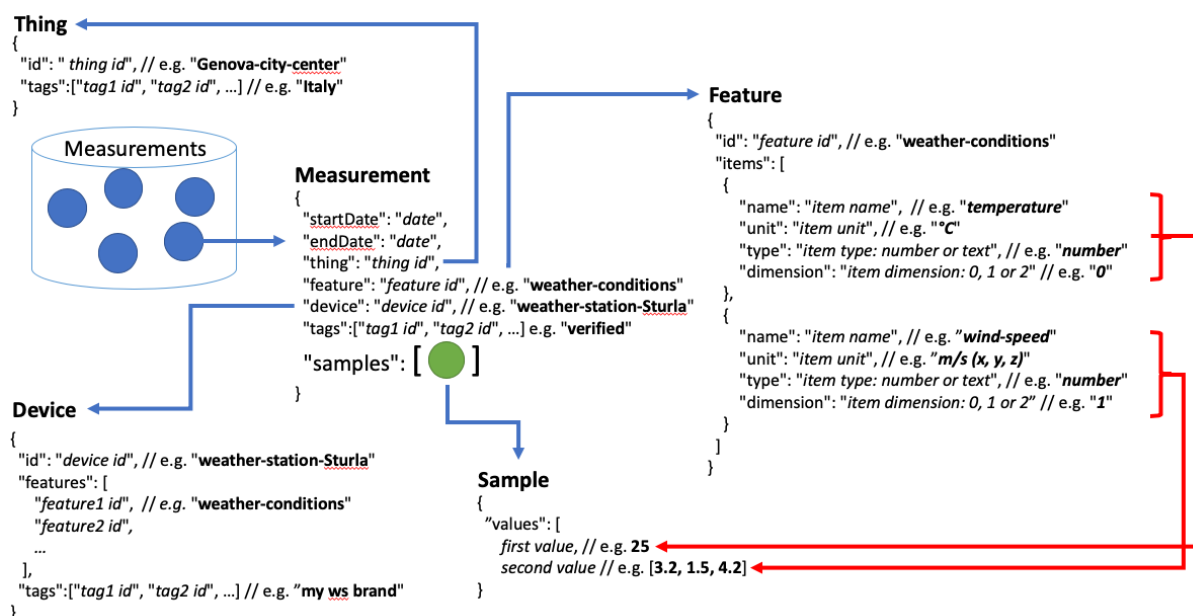 Thing
{
"id": " thing id", // e.g. "Genova-city-center"
"tags":["tag1 id", "tag2 id", …] // e.g. "Italy"
}
Measurements
Measurement
{
"startDate": "date",
"endDate": "date",
"thing": "thing id",
"feature": "feature id", // e.g. "weather-conditions"
"device": "device id", // e.g. "weather-station-Sturla"
"tags":["tag1 id", "tag2 id", …] e.g. "verified"
"samples": [ ]
}
Feature
{
"id": "feature id", // e.g. "weather-conditions"
"items": [
{
"name": "item name", // e.g. "temperature"
"unit": "item unit", // e.g. "°C"
"type": "item type: number or text", // e.g. "number"
"dimension": "item dimension: 0, 1 or 2" // e.g. "0"
},
{
"name": "item name", // e.g. ”wind-speed"
"unit": "item unit", // e.g. ”m/s (x, y, z)"
"type": "item type: number or text", // e.g. "number"
"dimension": "item dimension: 0, 1 or 2” // e.g. "1"
}
]
}
Device
{
"id": "device id", // e.g. "weather-station-Sturla"
"features": [
"feature1 id", // e.g. "weather-conditions"
"feature2 id",
…
],
"tags":["tag1 id", "tag2 id", …] // e.g. ”my ws brand"
}
Sample
{
”values": [
first value, // e.g. 25
second value // e.g. [3.2, 1.5, 4.2]
}